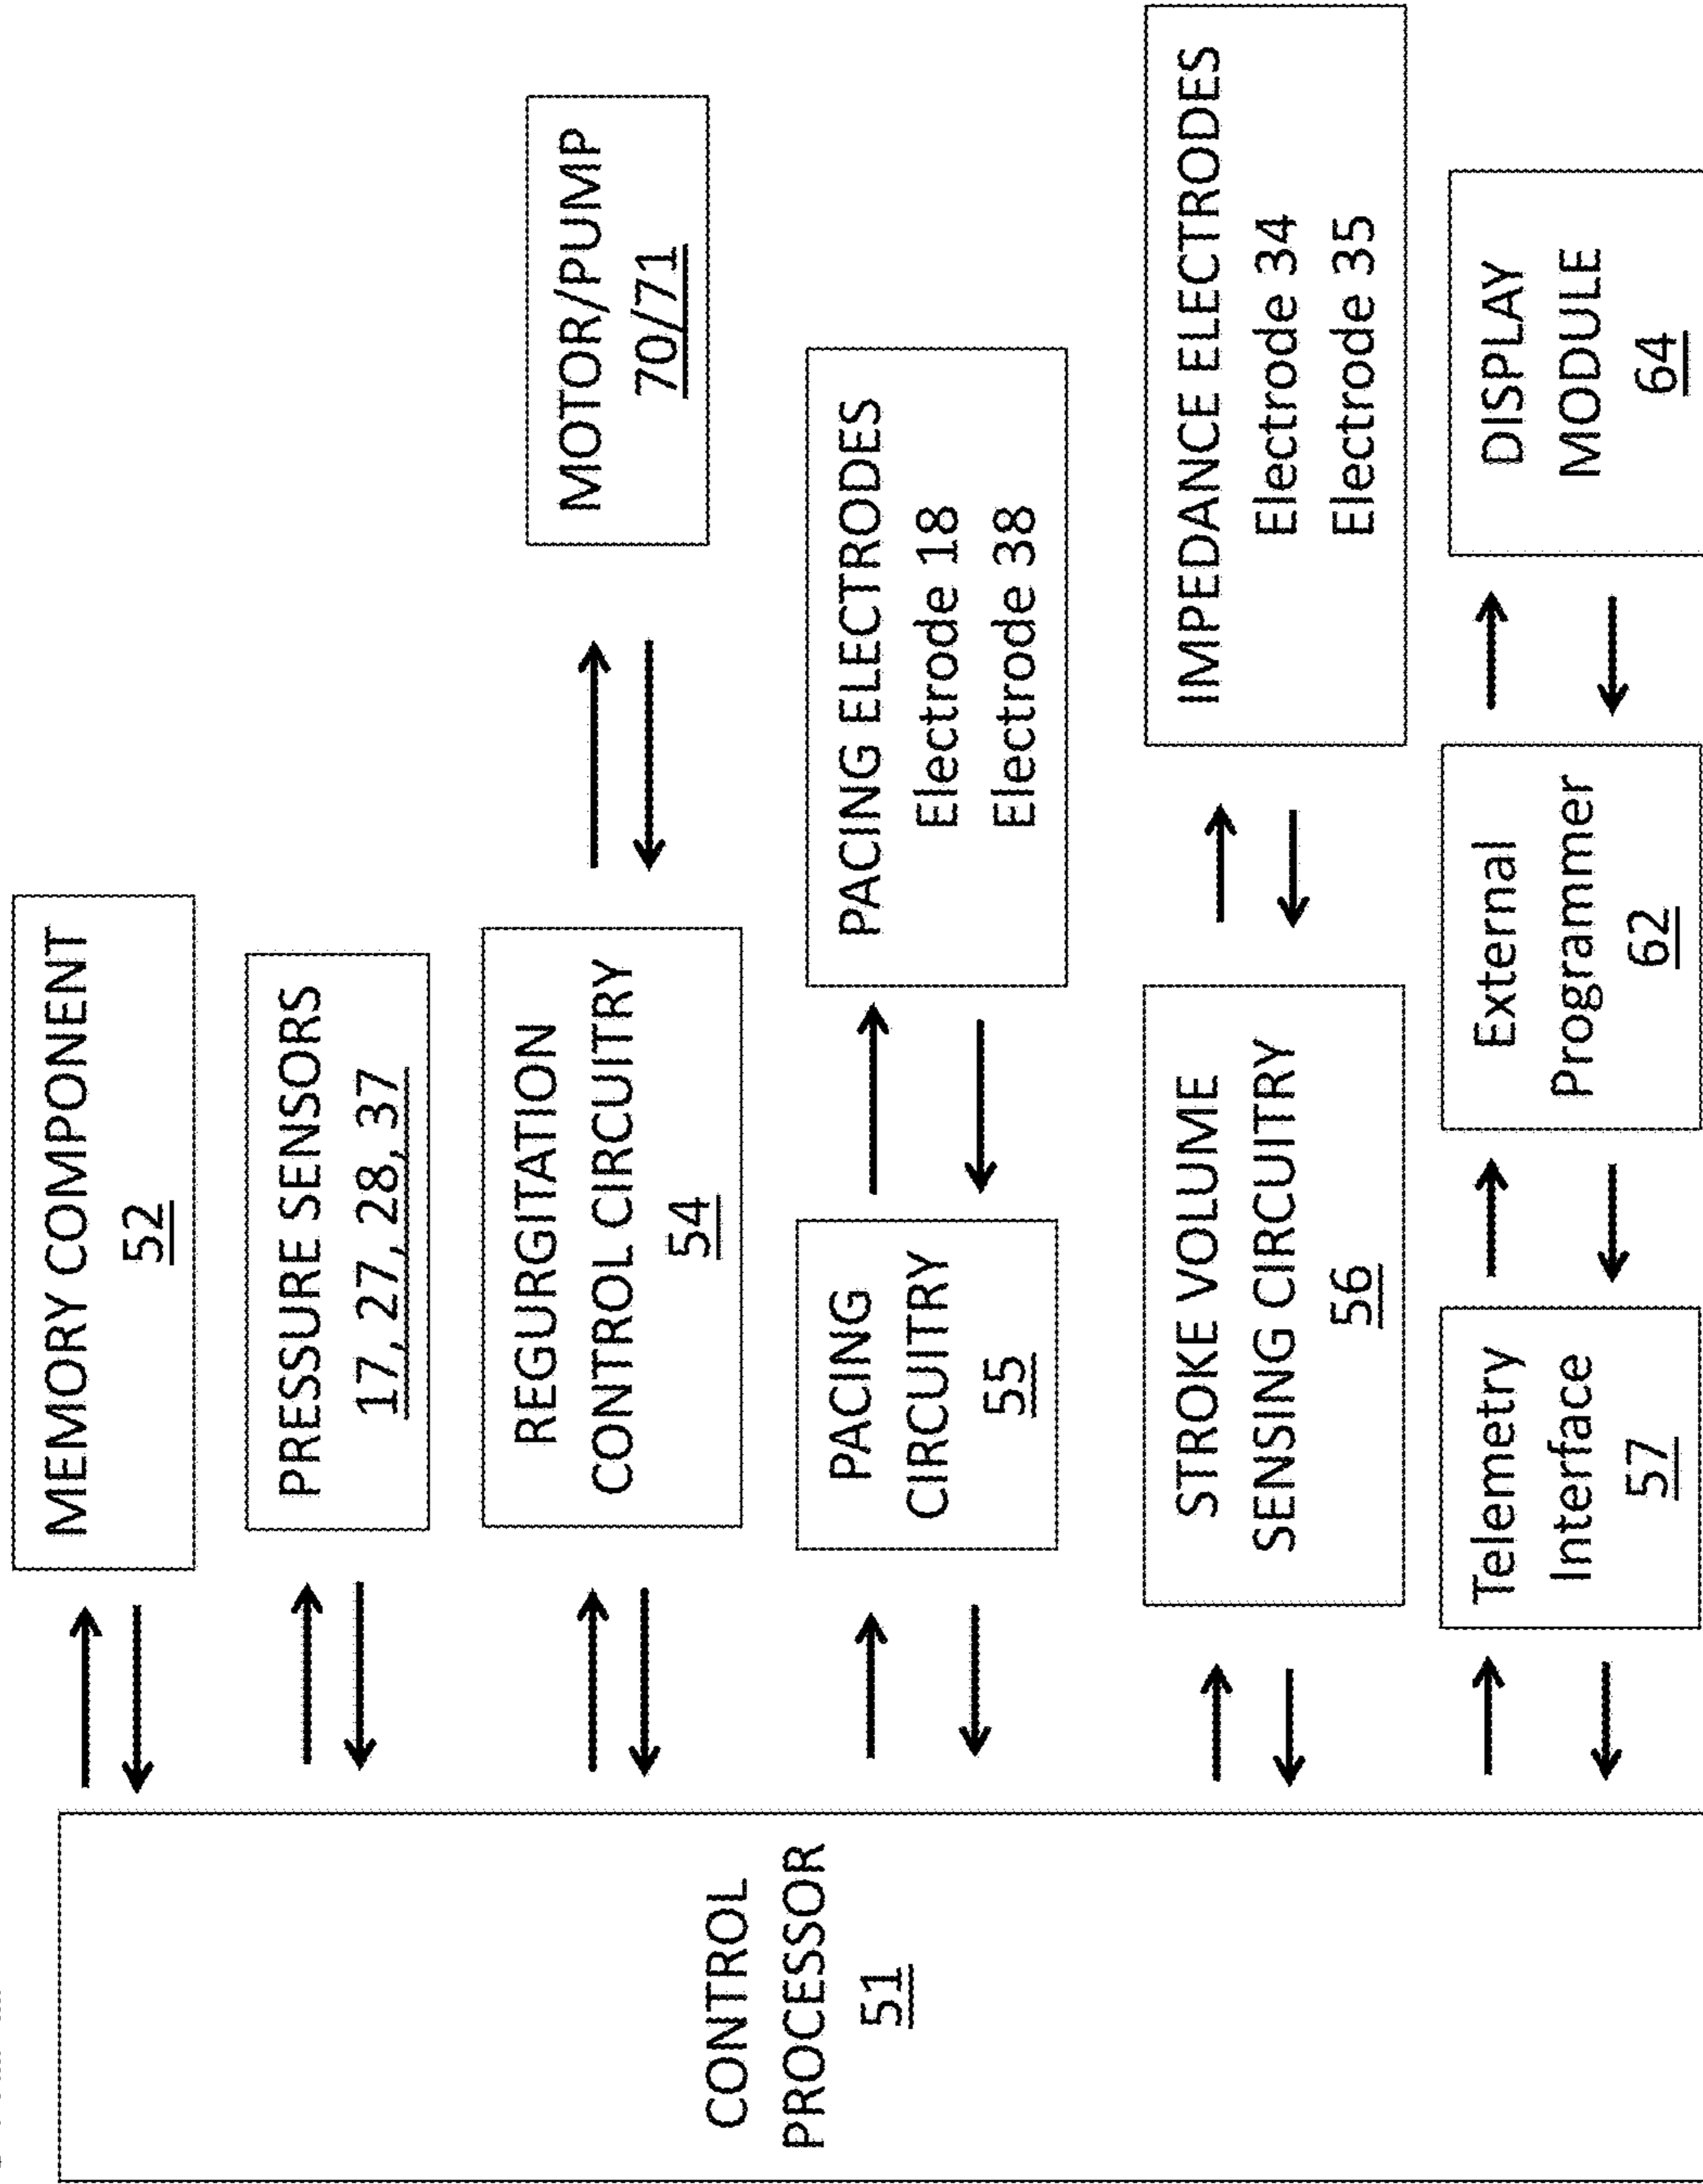 CONTROL
PROCESSOR
51
MEMORY COMPONENT
52
PRESSURE SENSORS
17, 27, 28, 37
REGURGITATION
CONTROL CIRCUITRY
54
MOTOR/PUMP
70/71
PACING
CIRCUITRY
55
PACING ELECTRODES
Electrode 18
Electrode 38
STROKE VOLUME
SENSING CIRCUITRY
56
IMPEDANCE ELECTRODES
Electrode 34
Electrode 35
Telemetry
Interface
57
External
Programmer
62
DISPLAY
MODULE
64